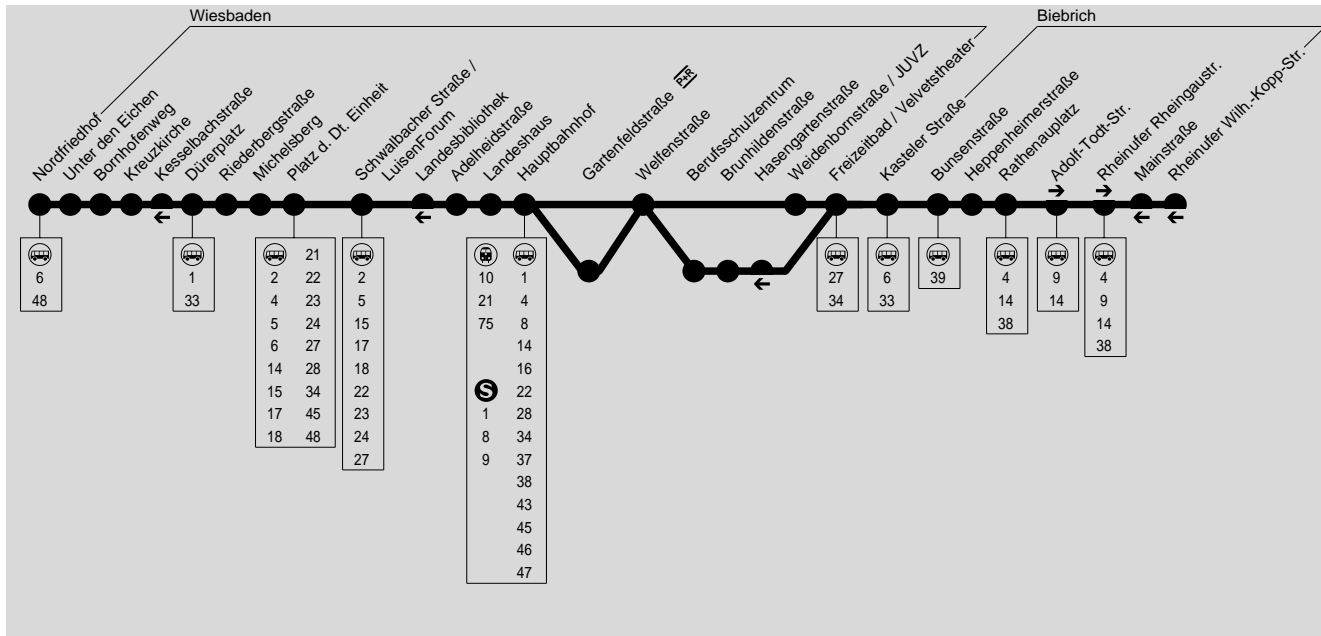 Wiesbaden
Biebrich
Nordfriedhof
Unter den Eichen
Bornhofenweg
Kreuzkirche
Kesselbachstraße
Dürerplatz
Riederbergstraße
Michelsberg
Platz d. Dt. Einheit
Schwalbacher Straße /
LuisenForum
Landesbibliothek
Adelheidstraße
Landeshaus
Hauptbahnhof
Gartenfeldstraße P+R
Welfenstraße
Berufsschulzentrum
Brunhildenstraße
Hasengartenstraße
Weidenbornstraße / JUVZ
Freizeitbad / Velvetstheater
Kasteler Straße
Bunsenstraße
Heppenheimerstraße
Rathenauplatz
Adolf-Todt-Str.
Rheinufer Rheingaustr.
Mainstraße
Rheinufer Wilh.-Kopp-Str.
6
48
1
33
2
4
5
6
14
15
17
18
21
22
23
24
27
28
34
45
48
2
5
15
17
18
22
23
24
27
10
21
75
S
1
8
9
1
4
8
14
16
22
28
34
37
38
43
45
46
47
27
34
6
33
39
4
14
38
9
14
4
9
14
38